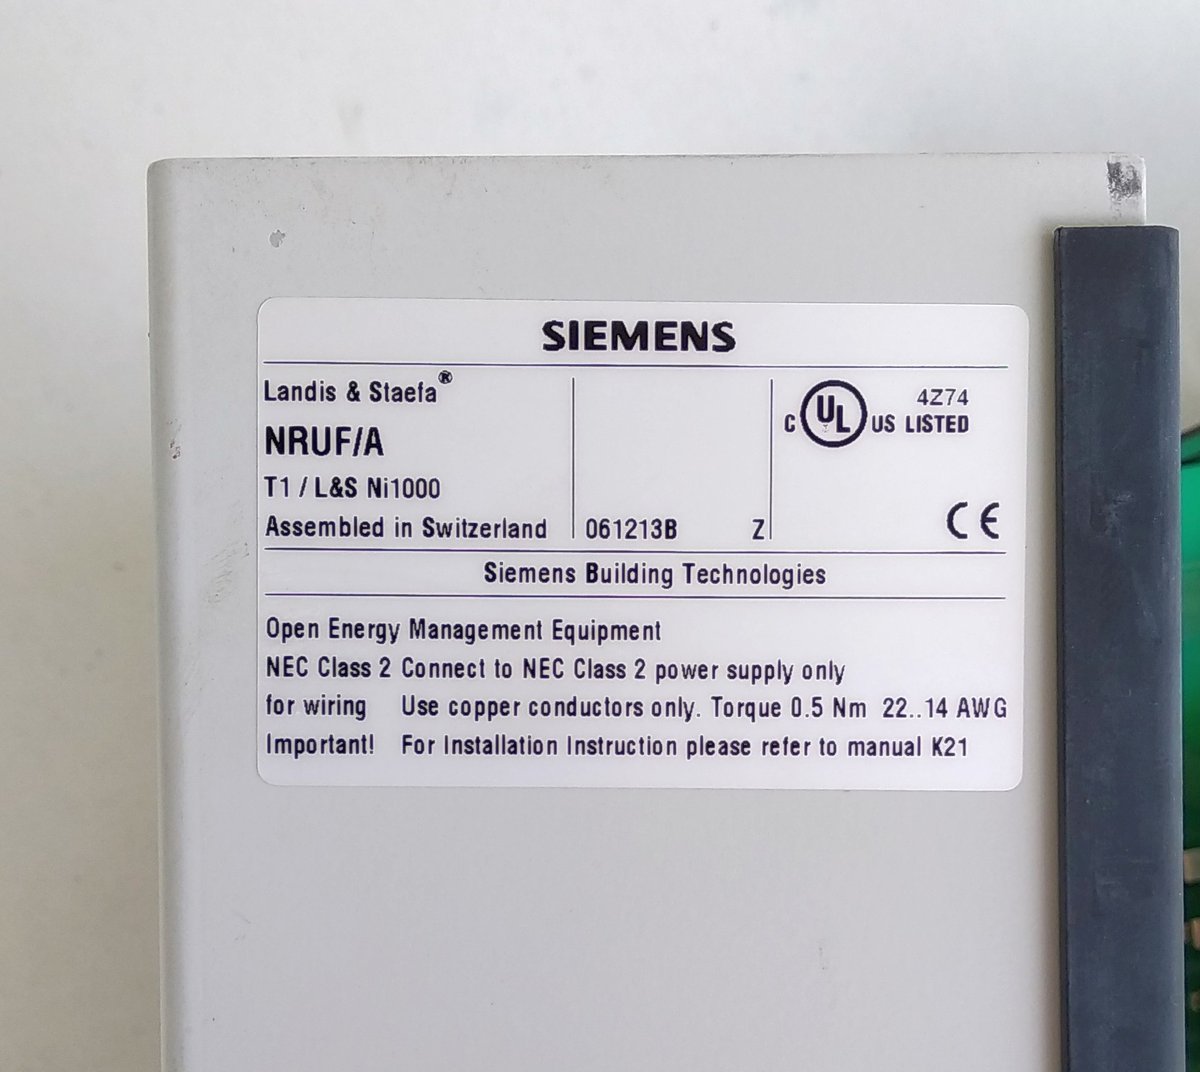 SIEMENS
Landis & Staefa®
NRUF/A
T1 / L&S Ni1000
Assembled in Switzerland
061213B Z
C UL US LISTED
4Z74
CE
Siemens Building Technologies
Open Energy Management Equipment
NEC Class 2 Connect to NEC Class 2 power supply only
for wiring Use copper conductors only. Torque 0.5 Nm 22..14 AWG
Important! For Installation Instruction please refer to manual K21